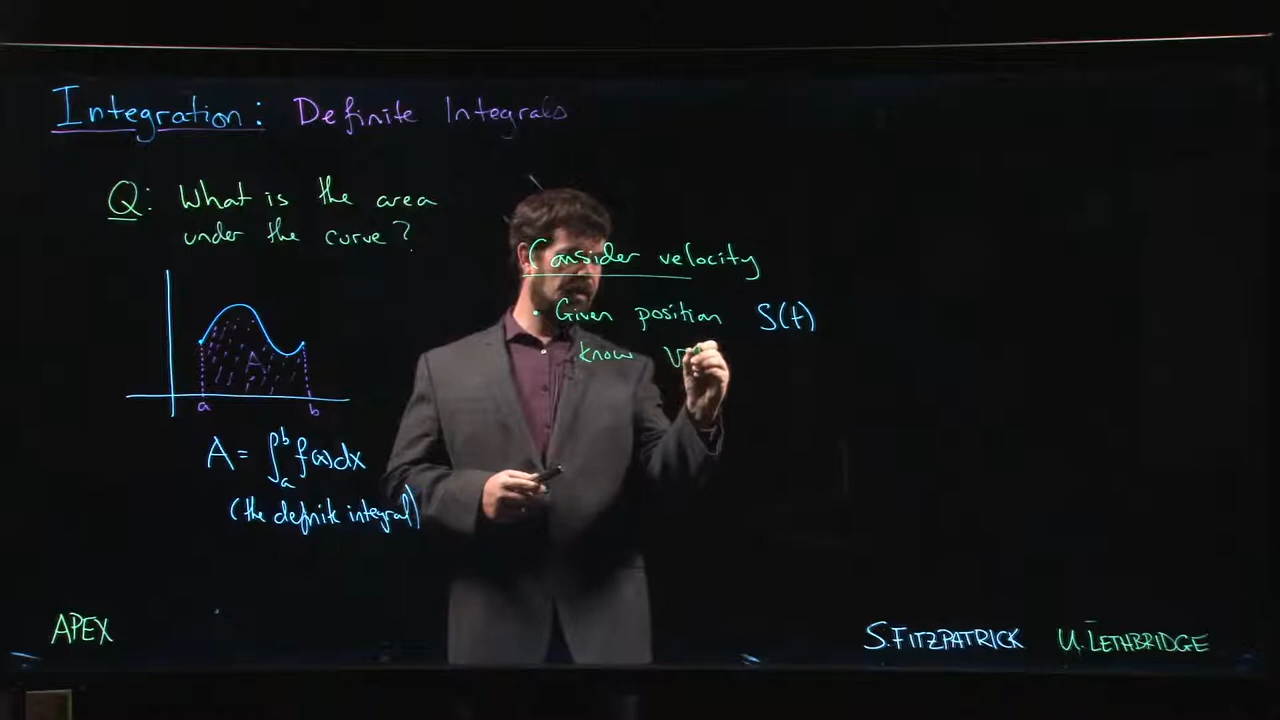 Integration: Definite Integrals
Q: What is the area
under the curve?
A
a
b
A = ∫_a^b f(x)dx
(the definite integral)
Consider velocity
• Given position S(t)
know v
APEX
S. FITZPATRICK U. LETHBRIDGE